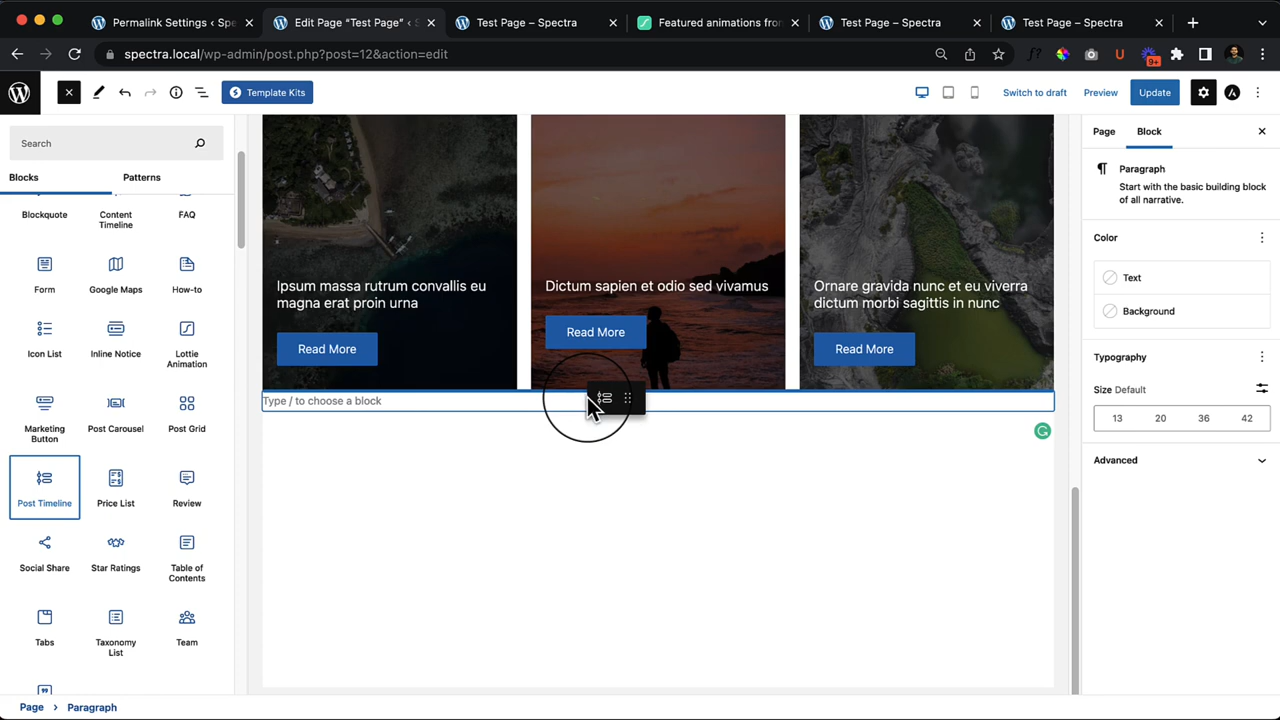 Permalink Settings ‹ Spe
Edit Page “Test Page” ‹ S
Test Page – Spectra
Featured animations from
Test Page – Spectra
Test Page – Spectra
spectra.local/wp-admin/post.php?post=12&action=edit
9+
Template Kits
Switch to draft
Preview
Update
Search
Blocks
Patterns
Blockquote
Content Timeline
FAQ
Form
Google Maps
How-to
Icon List
Inline Notice
Lottie Animation
Marketing Button
Post Carousel
Post Grid
Post Timeline
Price List
Review
Social Share
Star Ratings
Table of Contents
Tabs
Taxonomy List
Team
Ipsum massa rutrum convallis eu
magna erat proin urna
Read More
Dictum sapien et odio sed vivamus
Read More
Ornare gravida nunc et eu viverra
dictum morbi sagittis in nunc
Read More
Type / to choose a block
Page
Block
Paragraph
Start with the basic building block
of all narrative.
Color
Text
Background
Typography
Size Default
13 20 36 42
Advanced
Page › Paragraph